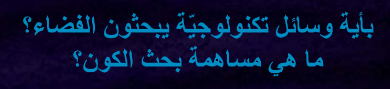 بأية وسائل تكنولوجيّة يبحثون الفضاء؟
ما هي مساهمة بحث الكون؟